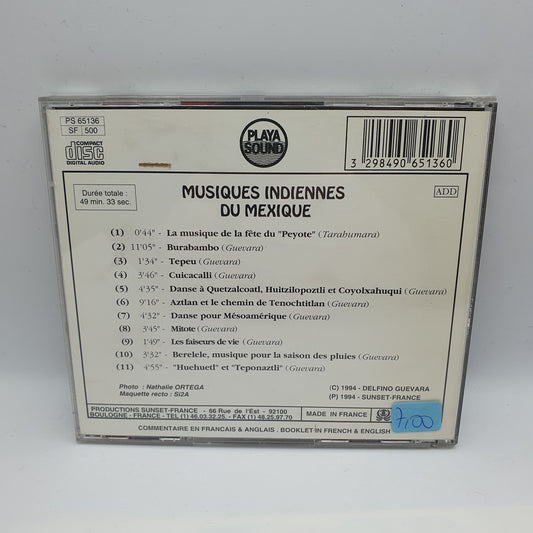 PS 65136
SF 500
COMPACT
disc
DIGITAL AUDIO
PLAYA
SOUND
3 298490 651360
Durée totale :
49 min. 33 sec.
MUSIQUES INDIENNES
DU MEXIQUE
ADD
(1) 0'44" - La musique de la fête du "Peyote" (Tarahumara)
(2) 11'05" - Burabambo (Guevara)
(3) 1'34" - Tepeu (Guevara)
(4) 3'46" - Cuicacalli (Guevara)
(5) 4'35" - Danse à Quetzalcoatl, Huitzilopoztli et Coyolxahuqui (Guevara)
(6) 9'16" - Aztlan et le chemin de Tenochtitlan (Guevara)
(7) 4'32" - Danse pour Mésoamérique (Guevara)
(8) 3'45" - Mitote (Guevara)
(9) 1'49" - Les faiseurs de vie (Guevara)
(10) 3'32" - Berelele, musique pour la saison des pluies (Guevara)
(11) 4'55" - "Huehuetl" et "Teponaztli" (Guevara)
Photo : Nathalie ORTEGA
Maquette recto : Si2A
(C) 1994 - DELFINO GUEVARA
(P) 1994 - SUNSET-FRANCE
PRODUCTIONS SUNSET-FRANCE - 66 Rue de l'Est - 92100
BOULOGNE - FRANCE - TEL (1) 46.03.32.25. - FAX (1) 48.25.97.70
MADE IN FRANCE
7,00
COMMENTAIRE EN FRANCAIS & ANGLAIS . BOOKLET IN FRENCH & ENGLISH